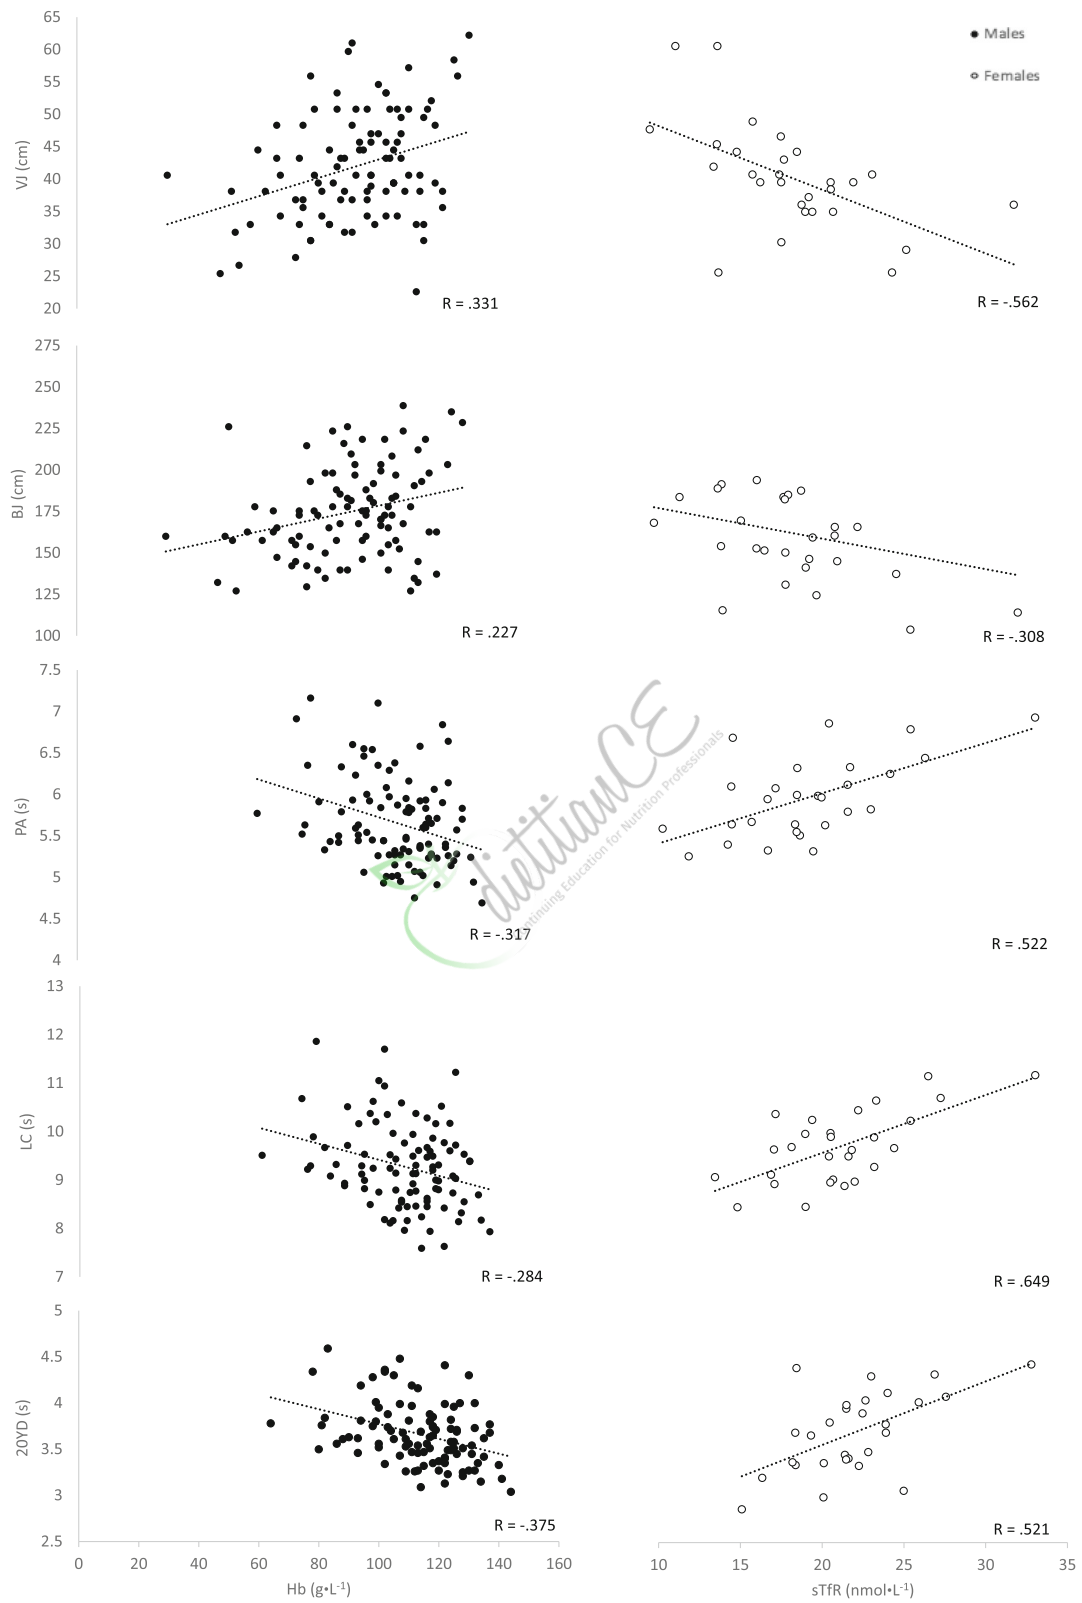 65
60
55
50
45
40
35
30
25
20
VJ (cm)
R = .331
Males
Females
R = -.562
275
250
225
200
175
150
125
100
BJ (cm)
R = .227
R = -.308
7.5
7
6.5
6
5.5
5
4.5
4
PA (s)
R = -.317
R = .522
dietitianCE
Continuing Education for Nutrition Professionals
13
12
11
10
9
8
7
LC (s)
R = -.284
R = .649
5
4.5
4
3.5
3
2.5
20YD (s)
R = -.375
R = .521
0 20 40 60 80 100 120 140 160
Hb (g•L⁻¹)
10 15 20 25 30 35
sTfR (nmol•L⁻¹)